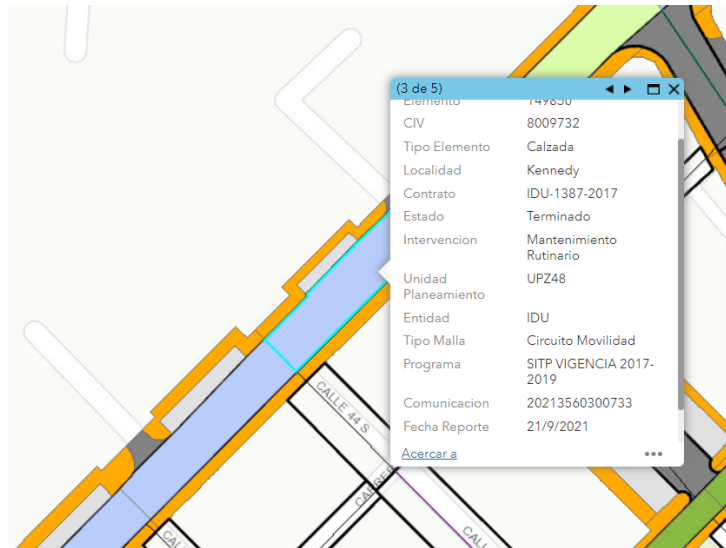 (3 de 5)
Elemento 149850
CIV 8009732
Tipo Elemento Calzada
Localidad Kennedy
Contrato IDU-1387-2017
Estado Terminado
Intervencion Mantenimiento
Rutinario
Unidad UPZ48
Planeamiento
Entidad IDU
Tipo Malla Circuito Movilidad
Programa SITP VIGENCIA 2017-
2019
Comunicacion 20213560300733
Fecha Reporte 21/9/2021
Acercar a
CALLE 44 S